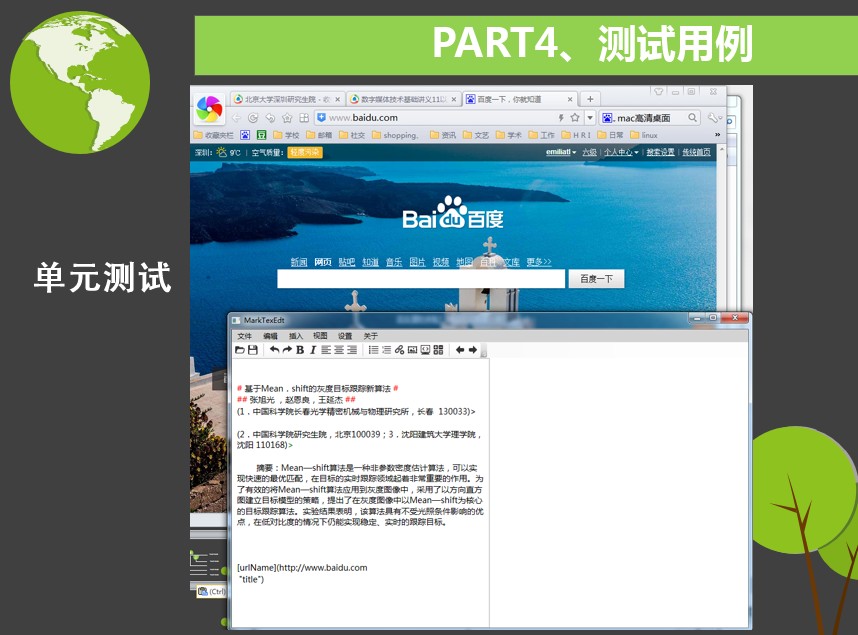 PART4、测试用例
北京大学深圳研究生院 -
数字媒体技术基础讲义11
百度一下，你就知道
www.baidu.com
mac高清桌面
收藏夹栏
学校
邮箱
社交
shopping.
资讯
文艺
学术
工作
H R I
日常
linux
深圳:
9℃
空气质量:
轻度污染
emiliatl
个人中心
搜索设置
传统首页
Bai du 百度
新闻 网页 贴吧 知道 音乐 图片 视频 地图 百科 文库 更多>>
百度一下
单元测试
MarkTexEdt
文件 编辑 插入 视图 设置 关于
# 基于Mean．shift的灰度目标跟踪新算法 #
## 张旭光 ，赵恩良，王延杰 ##
(1．中国科学院长春光学精密机械与物理研究所，长春 130033)>
(2．中国科学院研究生院，北京100039；3．沈阳建筑大学理学院，
沈阳 110168)>
摘要：Mean—shift算法是一种非参数密度估计算法，可以实
现快速的最优匹配，在目标的实时跟踪领域起着非常重要的作用。为
了有效的将Mean—shift算法应用到灰度图像中，采用了以方向直方
图建立目标模型的策略，提出了在灰度图像中以Mean—shift为核心
的目标跟踪算法。实验结果表明，该算法具有不受光照条件影响的优
点，在低对比度的情况下仍能实现稳定、实时的跟踪目标。
[urlName](http://www.baidu.com
"title")
(Ctrl)